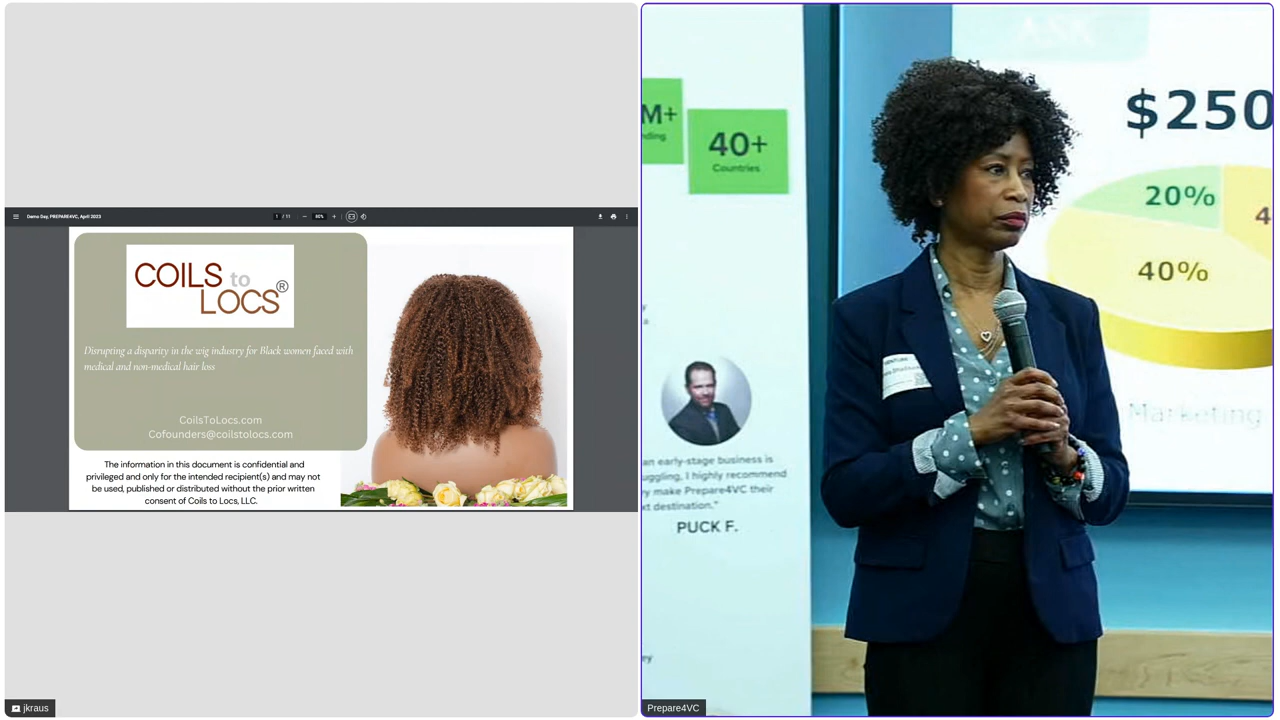 Demo Day, PREPARE4VC, April 2023
1 / 11
80%
COILS to
LOCS®
Disrupting a disparity in the wig industry for Black women faced with
medical and non-medical hair loss
CoilsToLocs.com
Cofounders@coilstolocs.com
The information in this document is confidential and
privileged and only for the intended recipient(s) and may not
be used, published or distributed without the prior written
consent of Coils to Locs, LLC.
jkraus
ASK
$250
M+
40+
Countries
20%
4
40%
Marketing
an early-stage business is
uggling, I highly recommend
y make Prepare4VC their
xt destination."
PUCK F.
Prepare4VC